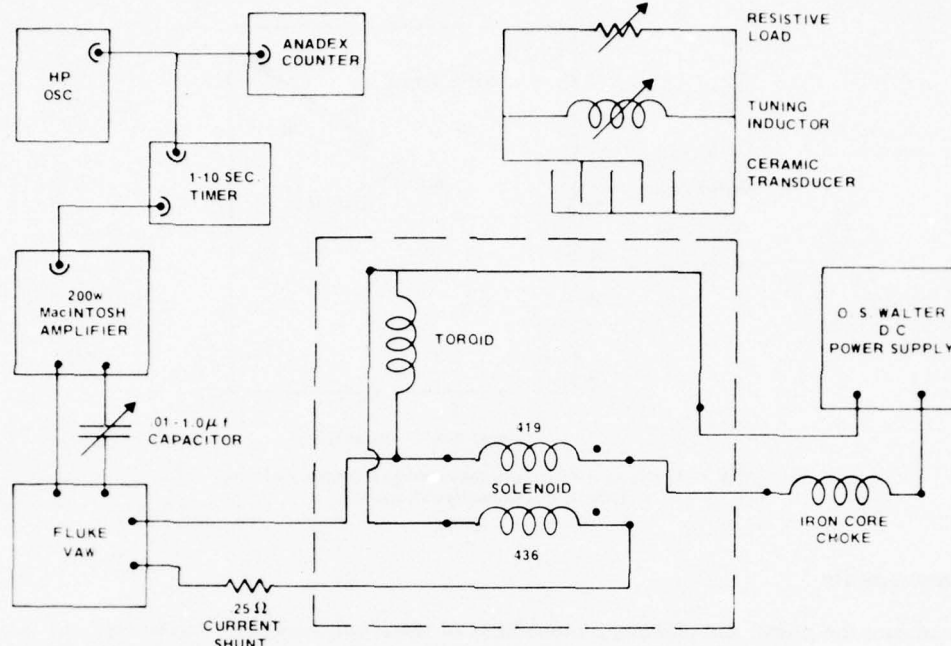 HP
OSC
ANADEX
COUNTER
1-10 SEC.
TIMER
200w
MacINTOSH
AMPLIFIER
.01-1.0μf
CAPACITOR
FLUKE
VAW
.25Ω
CURRENT
SHUNT
RESISTIVE
LOAD
TUNING
INDUCTOR
CERAMIC
TRANSDUCER
TOROID
419
SOLENOID
436
O. S. WALTER
D C
POWER SUPPLY
IRON CORE
CHOKE